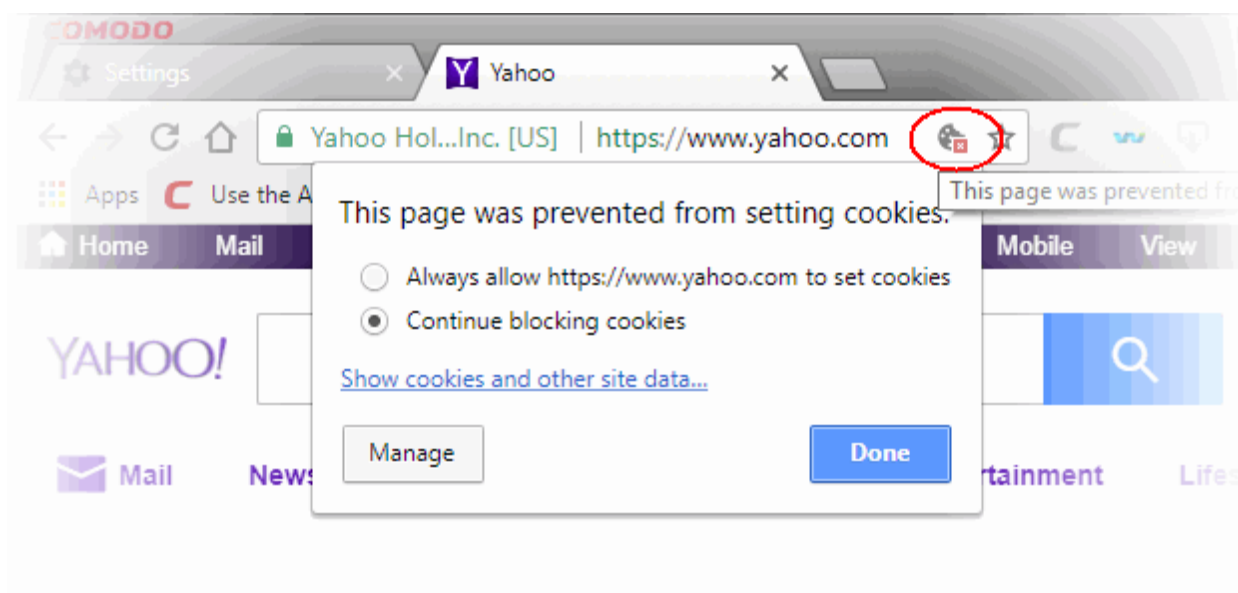 COMODO
Settings
Yahoo
Yahoo Hol...Inc. [US] https://www.yahoo.com
Apps Use the A
This page was prevented fr
This page was prevented from setting cookies.
Home Mail Mobile View
Always allow https://www.yahoo.com to set cookies
Continue blocking cookies
YAHOO!
Show cookies and other site data...
Manage Done
Mail News rtainment Lifes